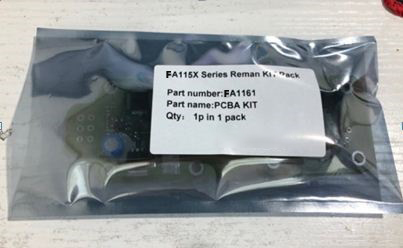 FA115X Series Reman Kit Pack
Part number:FA1161
Part name:PCBA KIT
Qty: 1p in 1 pack